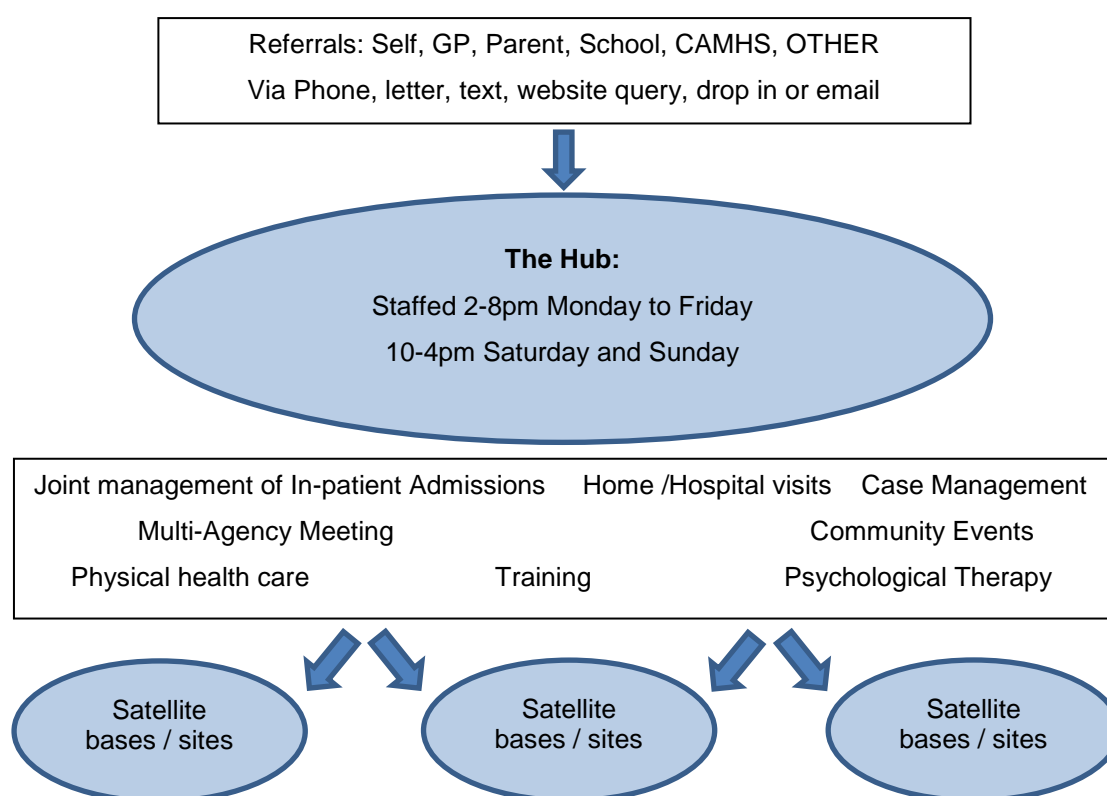 Referrals: Self, GP, Parent, School, CAMHS, OTHER
Via Phone, letter, text, website query, drop in or email
The Hub:
Staffed 2-8pm Monday to Friday
10-4pm Saturday and Sunday
Joint management of In-patient Admissions Home /Hospital visits Case Management
Multi-Agency Meeting Community Events
Physical health care Training Psychological Therapy
Satellite
bases / sites
Satellite
bases / sites
Satellite
bases / sites